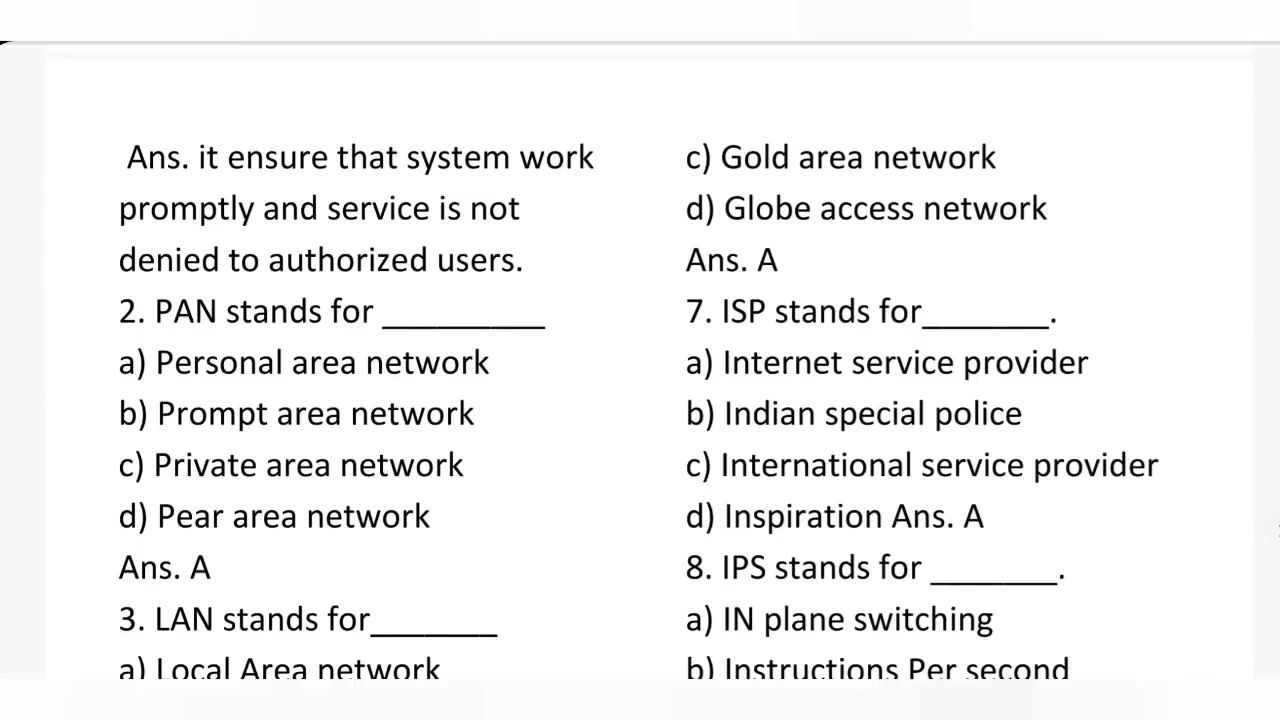 Ans. it ensure that system work
promptly and service is not
denied to authorized users.
2. PAN stands for _________
a) Personal area network
b) Prompt area network
c) Private area network
d) Pear area network
Ans. A
3. LAN stands for_______
a) Local Area network
c) Gold area network
d) Globe access network
Ans. A
7. ISP stands for_______.
a) Internet service provider
b) Indian special police
c) International service provider
d) Inspiration Ans. A
8. IPS stands for _______.
a) IN plane switching
b) Instructions Per second